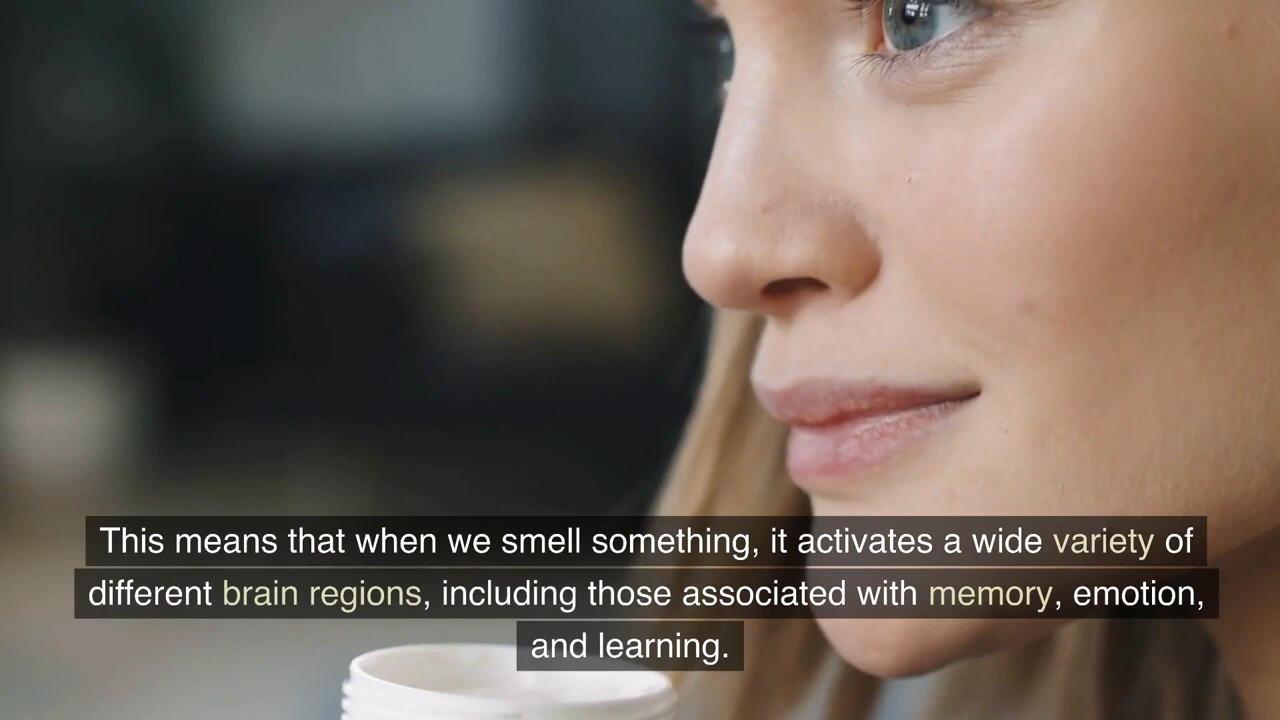 This means that when we smell something, it activates a wide variety of
different brain regions, including those associated with memory, emotion,
and learning.